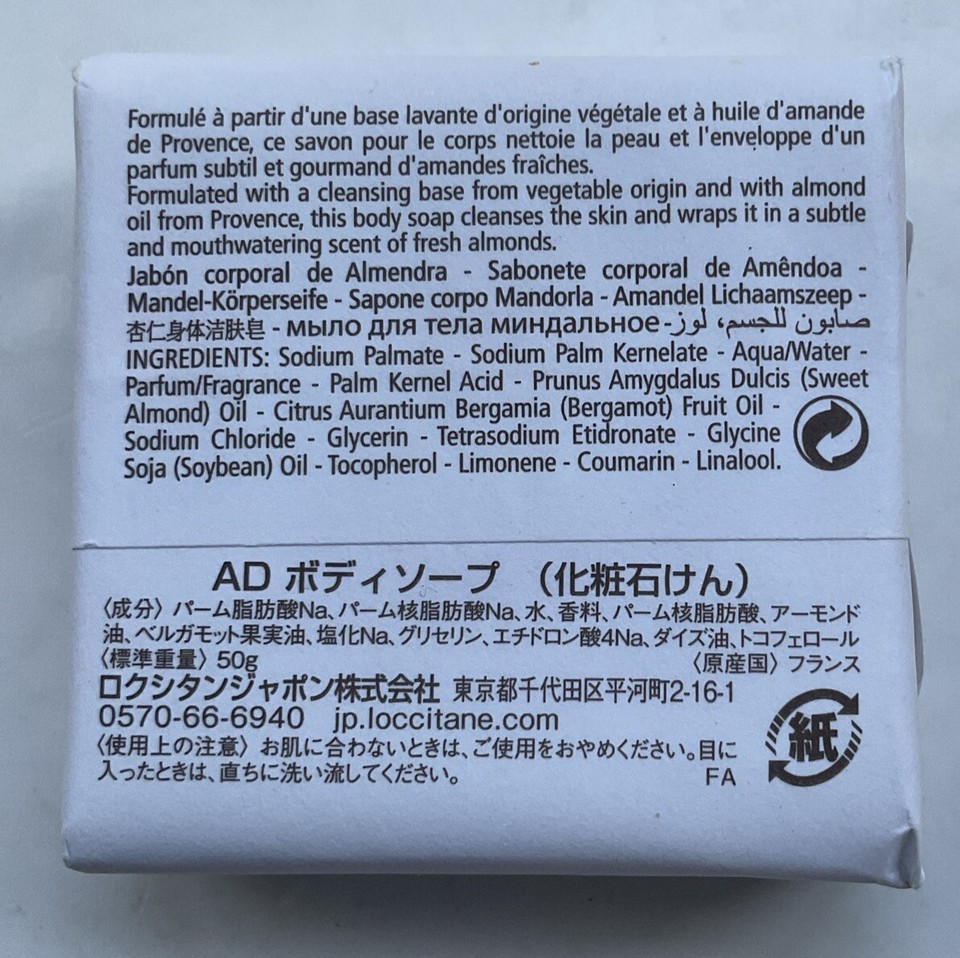 Formulé à partir d'une base lavante d'origine végétale et à huile d'amande
de Provence, ce savon pour le corps nettoie la peau et l'enveloppe d'un
parfum subtil et gourmand d'amandes fraîches.
Formulated with a cleansing base from vegetable origin and with almond
oil from Provence, this body soap cleanses the skin and wraps it in a subtle
and mouthwatering scent of fresh almonds.
Jabón corporal de Almendra - Sabonete corporal de Amêndoa -
Mandel-Körperseife - Sapone corpo Mandorla - Amandel Lichaamszeep -
杏仁身体洁肤皂 - мыло для тела миндальное - صابون للجسم، لوز
INGREDIENTS: Sodium Palmate - Sodium Palm Kernelate - Aqua/Water -
Parfum/Fragrance - Palm Kernel Acid - Prunus Amygdalus Dulcis (Sweet
Almond) Oil - Citrus Aurantium Bergamia (Bergamot) Fruit Oil -
Sodium Chloride - Glycerin - Tetrasodium Etidronate - Glycine
Soja (Soybean) Oil - Tocopherol - Limonene - Coumarin - Linalool.
AD ボディソープ （化粧石けん）
〈成分〉パーム脂肪酸Na、パーム核脂肪酸Na、水、香料、パーム核脂肪酸、アーモンド
油、ベルガモット果実油、塩化Na、グリセリン、エチドロン酸4Na、ダイズ油、トコフェロール
〈標準重量〉50g 〈原産国〉フランス
ロクシタンジャポン株式会社 東京都千代田区平河町2-16-1
0570-66-6940 jp.loccitane.com
〈使用上の注意〉お肌に合わないときは、ご使用をおやめください。目に
入ったときは、直ちに洗い流してください。 FA
紙